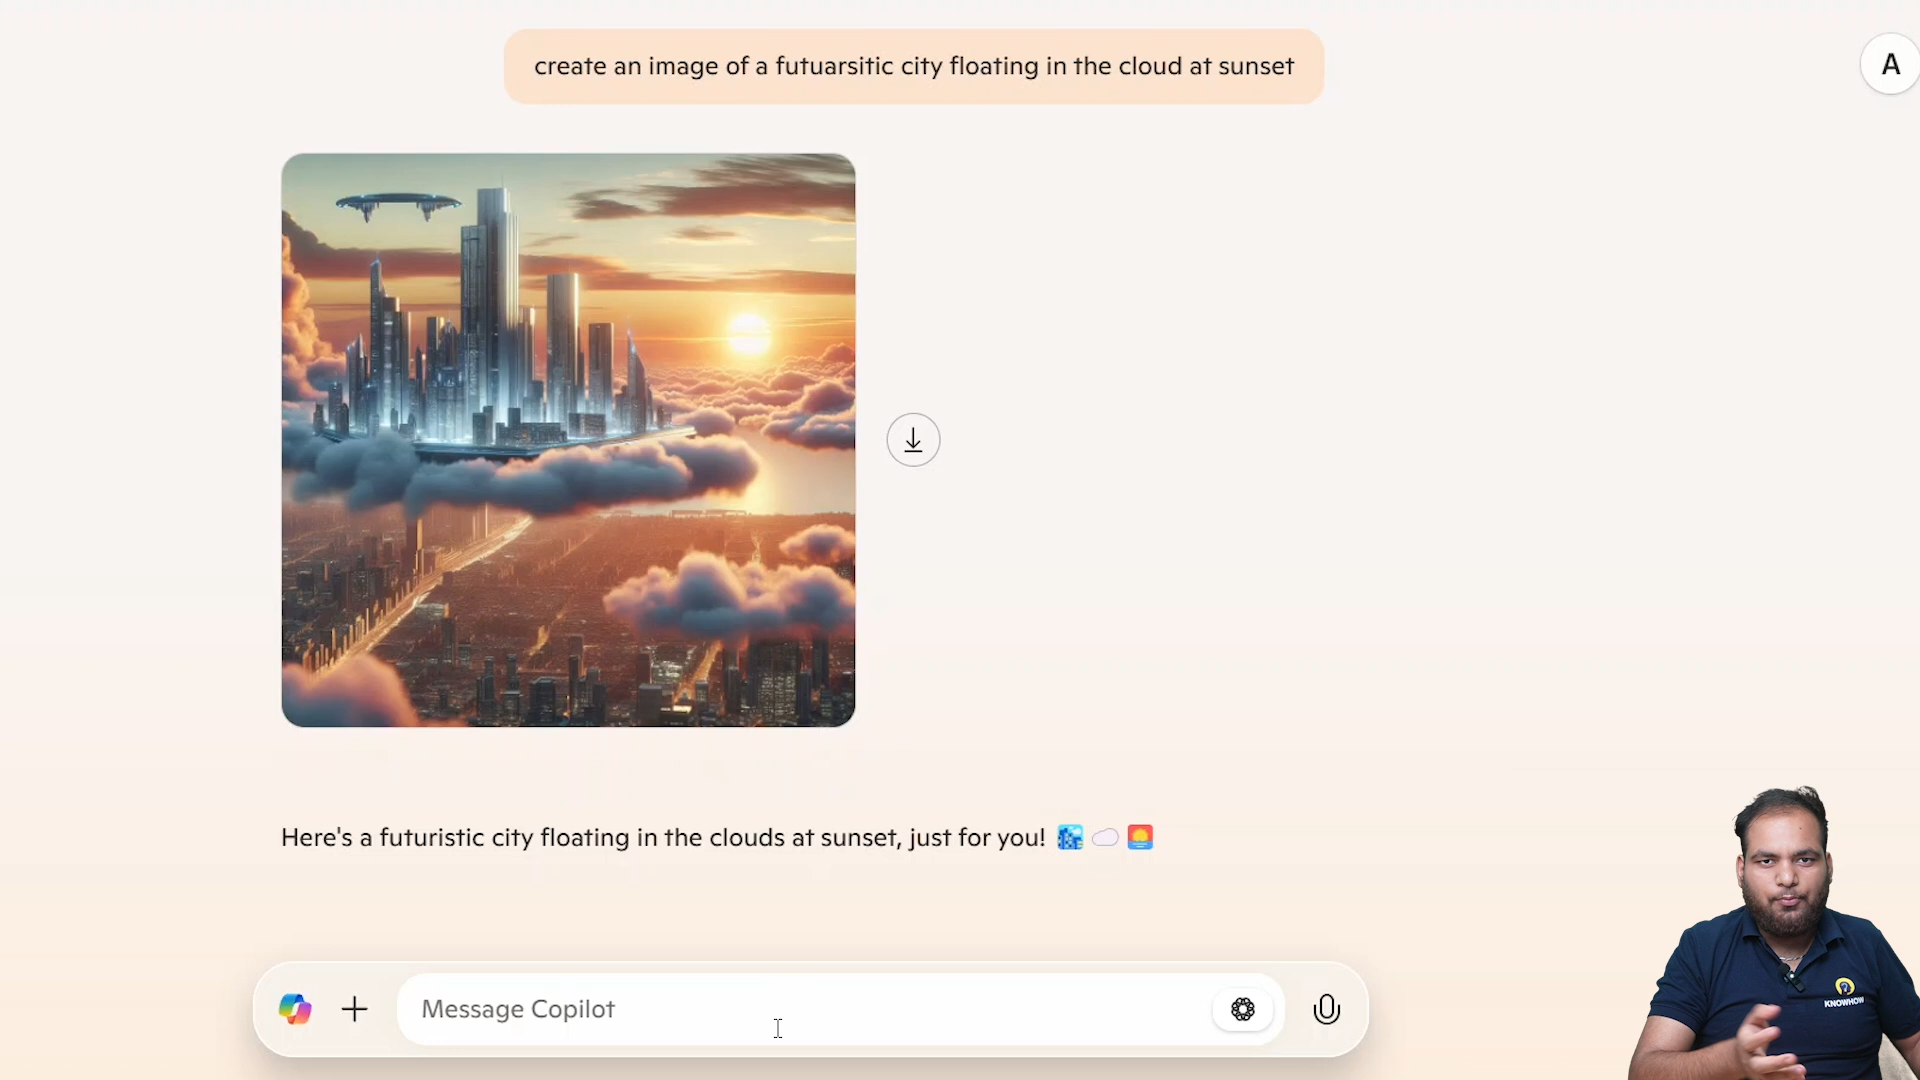 create an image of a futuarsitic city floating in the cloud at sunset
A
Here's a futuristic city floating in the clouds at sunset, just for you!
Message Copilot
KNOWHOW